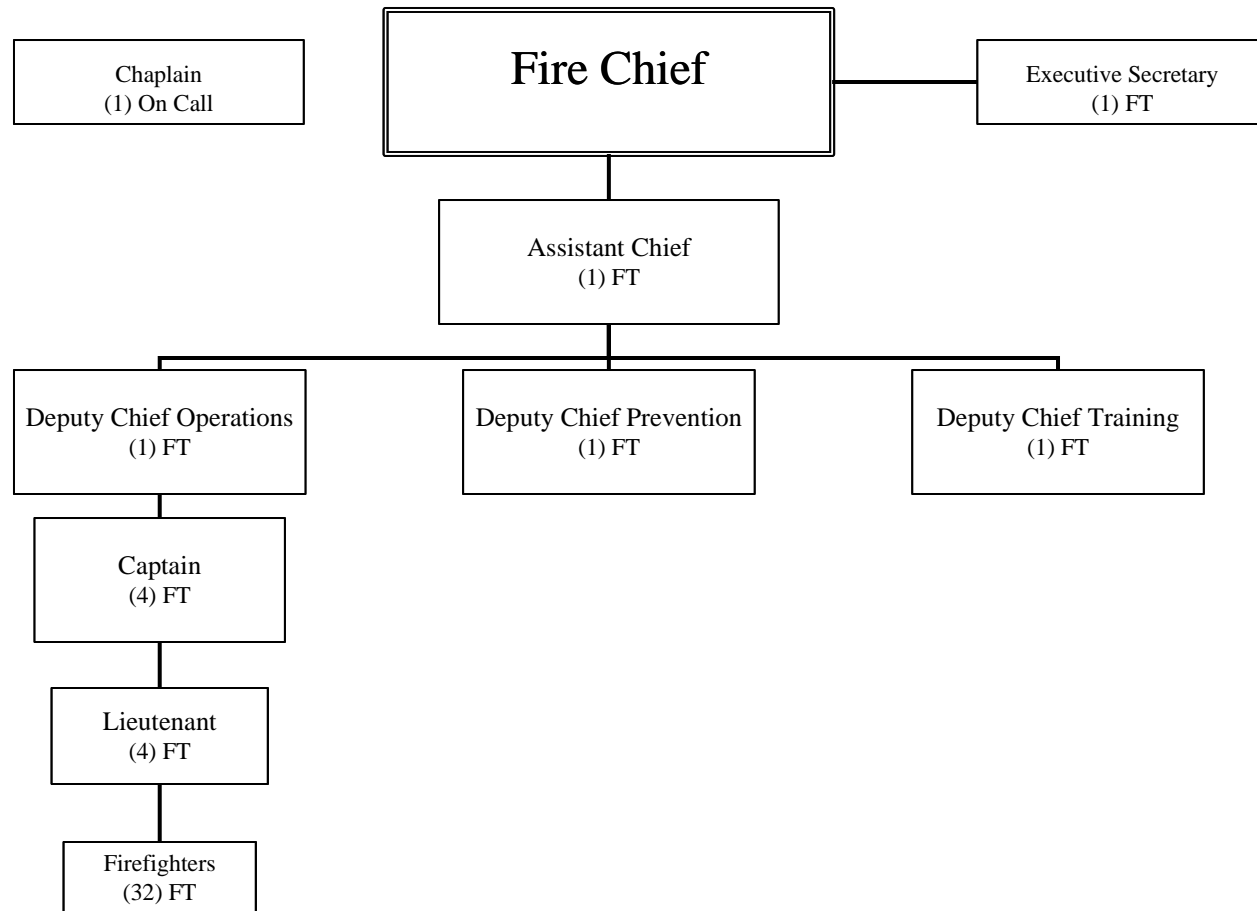 Fire Chief
Chaplain
(1) On Call
Executive Secretary
(1) FT
Assistant Chief
(1) FT
Deputy Chief Operations
(1) FT
Deputy Chief Prevention
(1) FT
Deputy Chief Training
(1) FT
Captain
(4) FT
Lieutenant
(4) FT
Firefighters
(32) FT